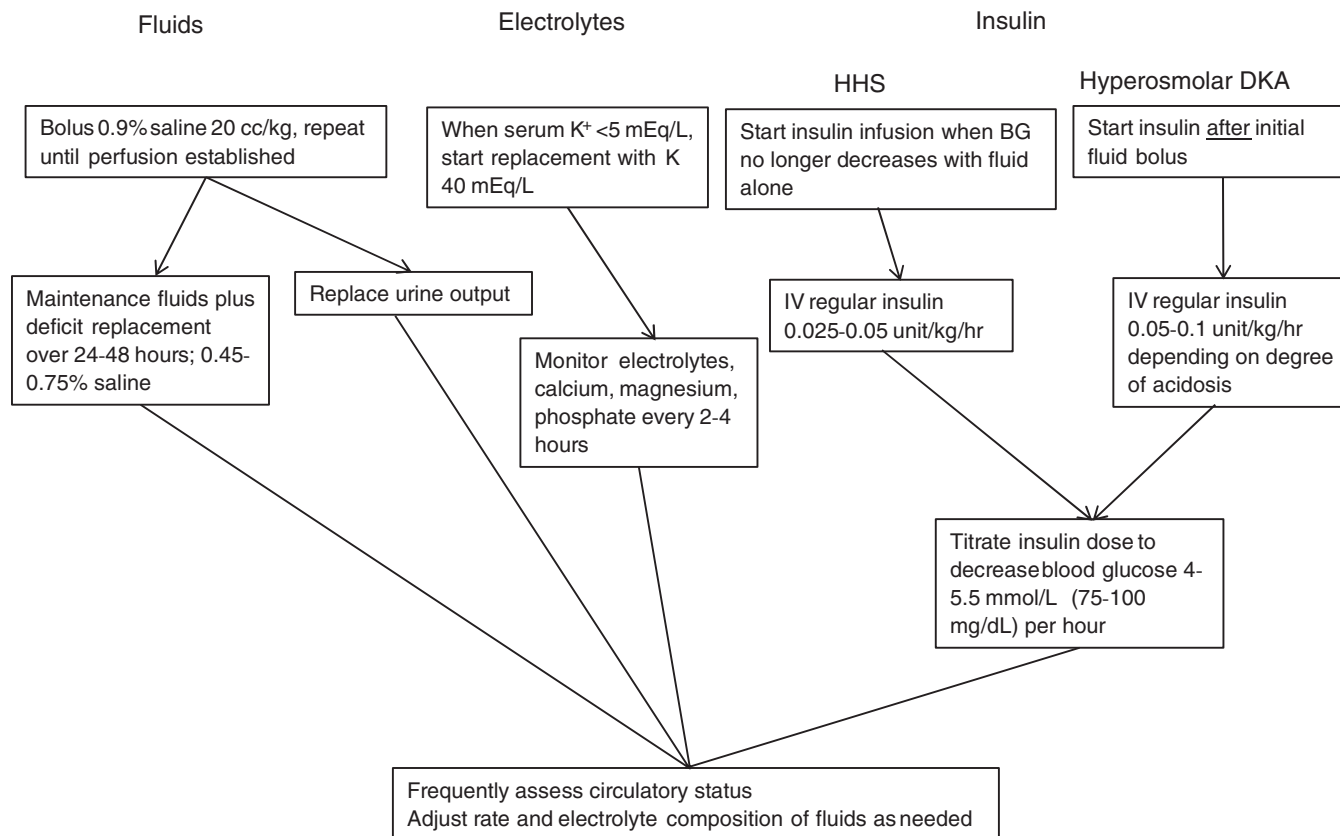 Fluids
Electrolytes
Insulin
HHS
Hyperosmolar DKA
Bolus 0.9% saline 20 cc/kg, repeat
until perfusion established
When serum K⁺ <5 mEq/L,
start replacement with K
40 mEq/L
Start insulin infusion when BG
no longer decreases with fluid
alone
Start insulin after initial
fluid bolus
Maintenance fluids plus
deficit replacement
over 24-48 hours; 0.45-
0.75% saline
Replace urine output
Monitor electrolytes,
calcium, magnesium,
phosphate every 2-4
hours
IV regular insulin
0.025-0.05 unit/kg/hr
IV regular insulin
0.05-0.1 unit/kg/hr
depending on degree
of acidosis
Titrate insulin dose to
decrease blood glucose 4-
5.5 mmol/L (75-100
mg/dL) per hour
Frequently assess circulatory status
Adjust rate and electrolyte composition of fluids as needed